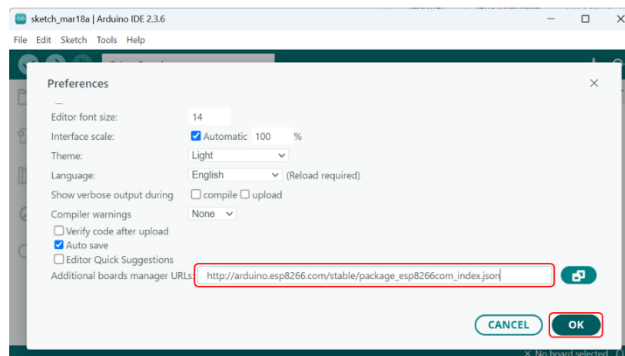 sketch_mar18a | Arduino IDE 2.3.6
File Edit Sketch Tools Help
Preferences
Editor font size: 14
Interface scale: Automatic 100 %
Theme: Light
Language: English (Reload required)
Show verbose output during compile upload
Compiler warnings None
Verify code after upload
Auto save
Editor Quick Suggestions
Additional boards manager URLs: http://arduino.esp8266.com/stable/package_esp8266com_index.json
CANCEL OK
No board selected